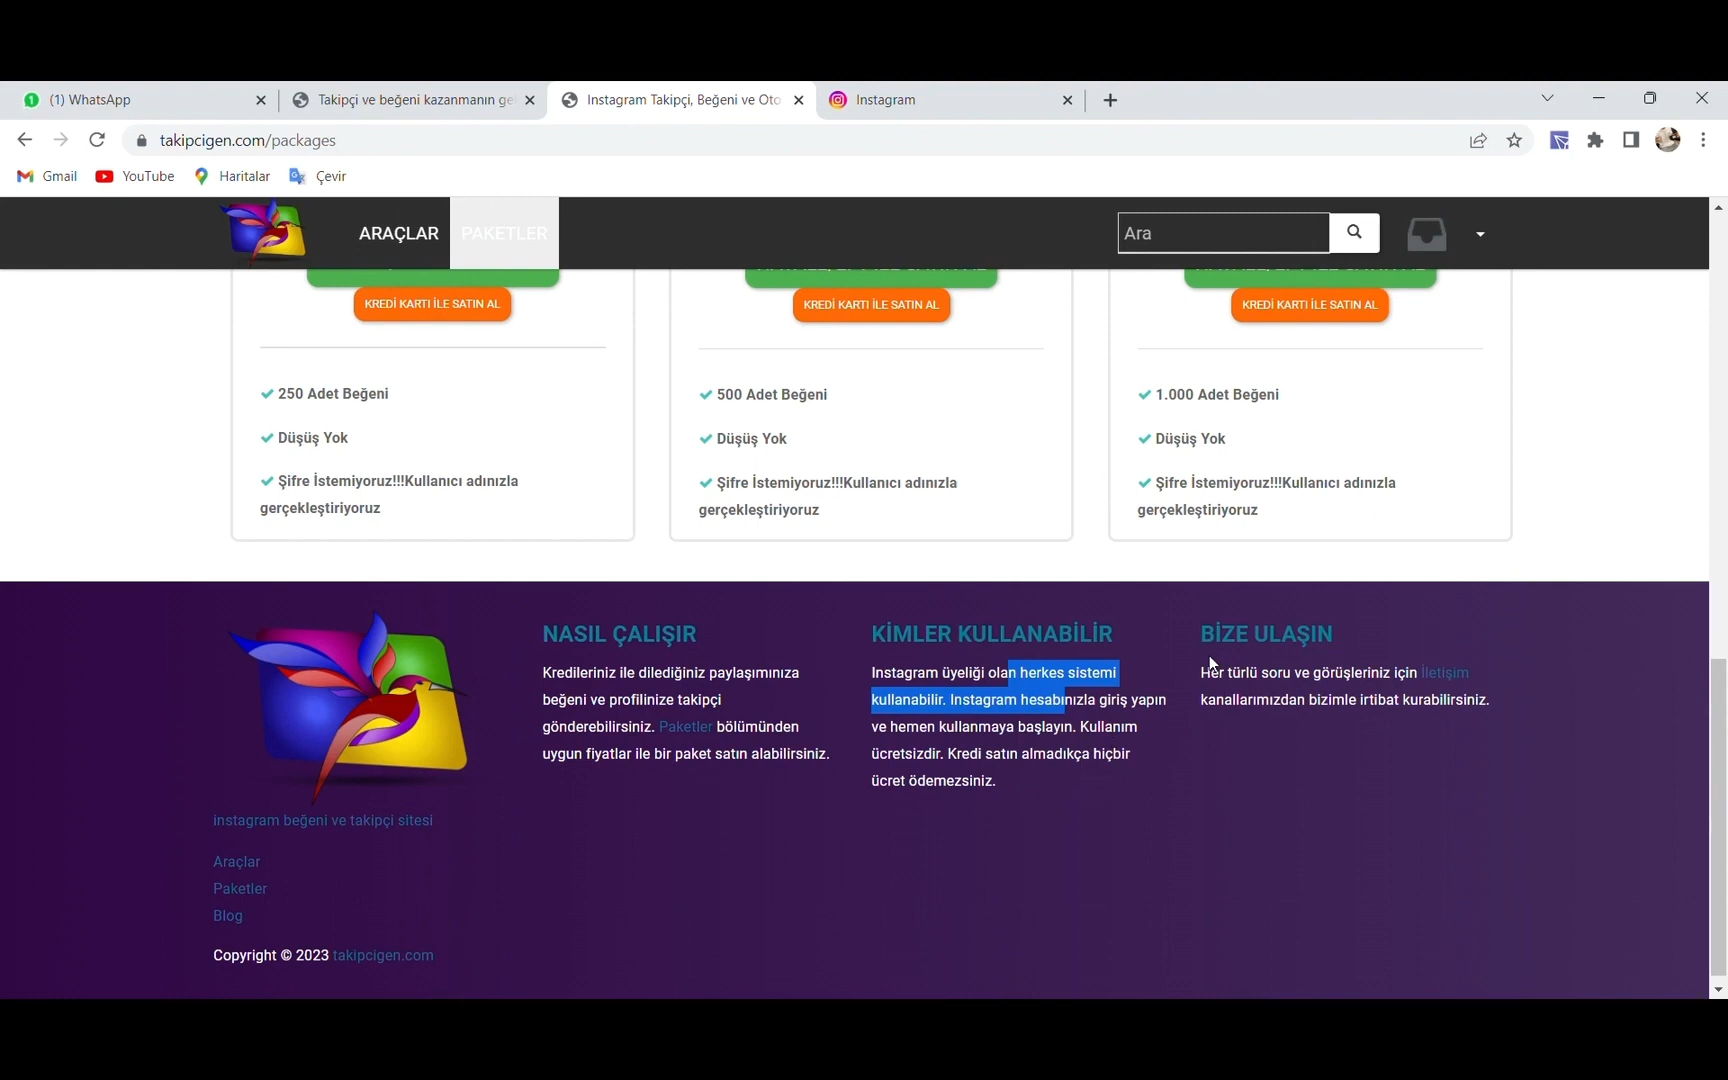 (1) WhatsApp
Takipçi ve beğeni kazanmanın ge
Instagram Takipçi, Beğeni ve Oto
Instagram
takipcigen.com/packages
Gmail
YouTube
Haritalar
Çevir
ARAÇLAR
PAKETLER
Ara
KREDİ KARTI İLE SATIN AL
KREDİ KARTI İLE SATIN AL
KREDİ KARTI İLE SATIN AL
250 Adet Beğeni
Düşüş Yok
Şifre İstemiyoruz!!!Kullanıcı adınızla
gerçekleştiriyoruz
500 Adet Beğeni
Düşüş Yok
Şifre İstemiyoruz!!!Kullanıcı adınızla
gerçekleştiriyoruz
1.000 Adet Beğeni
Düşüş Yok
Şifre İstemiyoruz!!!Kullanıcı adınızla
gerçekleştiriyoruz
instagram beğeni ve takipçi sitesi
Araçlar
Paketler
Blog
Copyright © 2023 takipcigen.com
NASIL ÇALIŞIR
Kredileriniz ile dilediğiniz paylaşımınıza
beğeni ve profilinize takipçi
gönderebilirsiniz. Paketler bölümünden
uygun fiyatlar ile bir paket satın alabilirsiniz.
KİMLER KULLANABİLİR
Instagram üyeliği olan herkes sistemi
kullanabilir. Instagram hesabınızla giriş yapın
ve hemen kullanmaya başlayın. Kullanım
ücretsizdir. Kredi satın almadıkça hiçbir
ücret ödemezsiniz.
BİZE ULAŞIN
Her türlü soru ve görüşleriniz için İletişim
kanallarımızdan bizimle irtibat kurabilirsiniz.